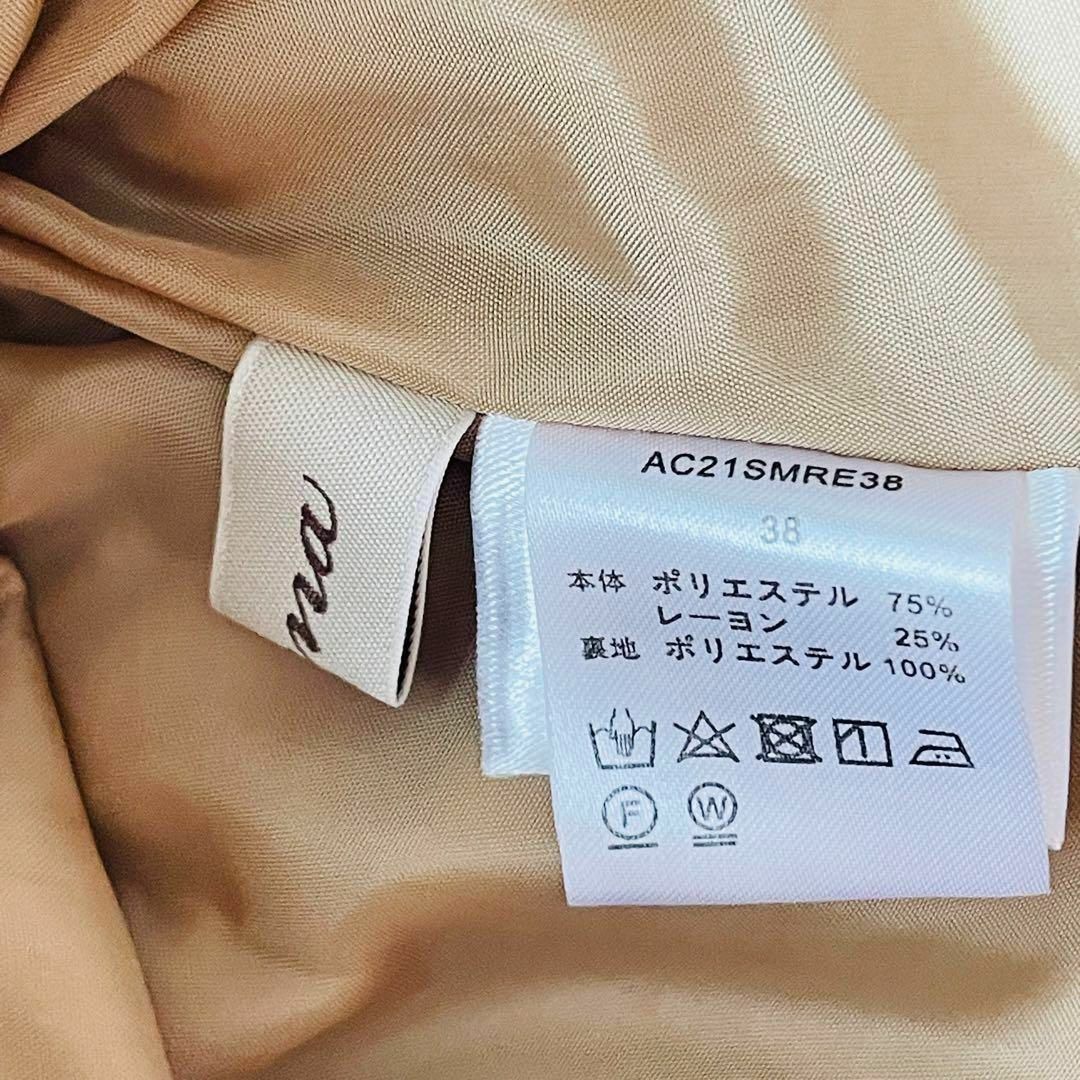 AC21SMRE38
38
本体 ポリエステル 75%
レーヨン 25%
裏地 ポリエステル 100%
F W